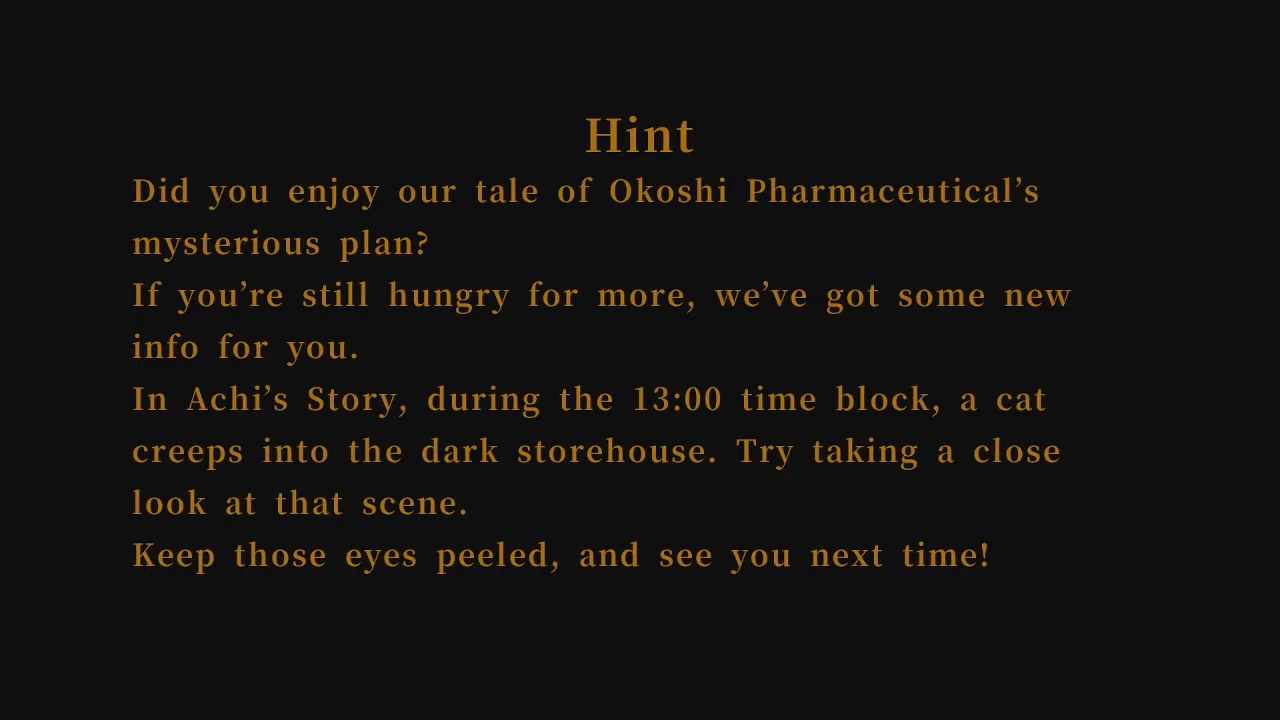 Hint
Did you enjoy our tale of Okoshi Pharmaceutical’s
mysterious plan?
If you’re still hungry for more, we’ve got some new
info for you.
In Achi’s Story, during the 13:00 time block, a cat
creeps into the dark storehouse. Try taking a close
look at that scene.
Keep those eyes peeled, and see you next time!